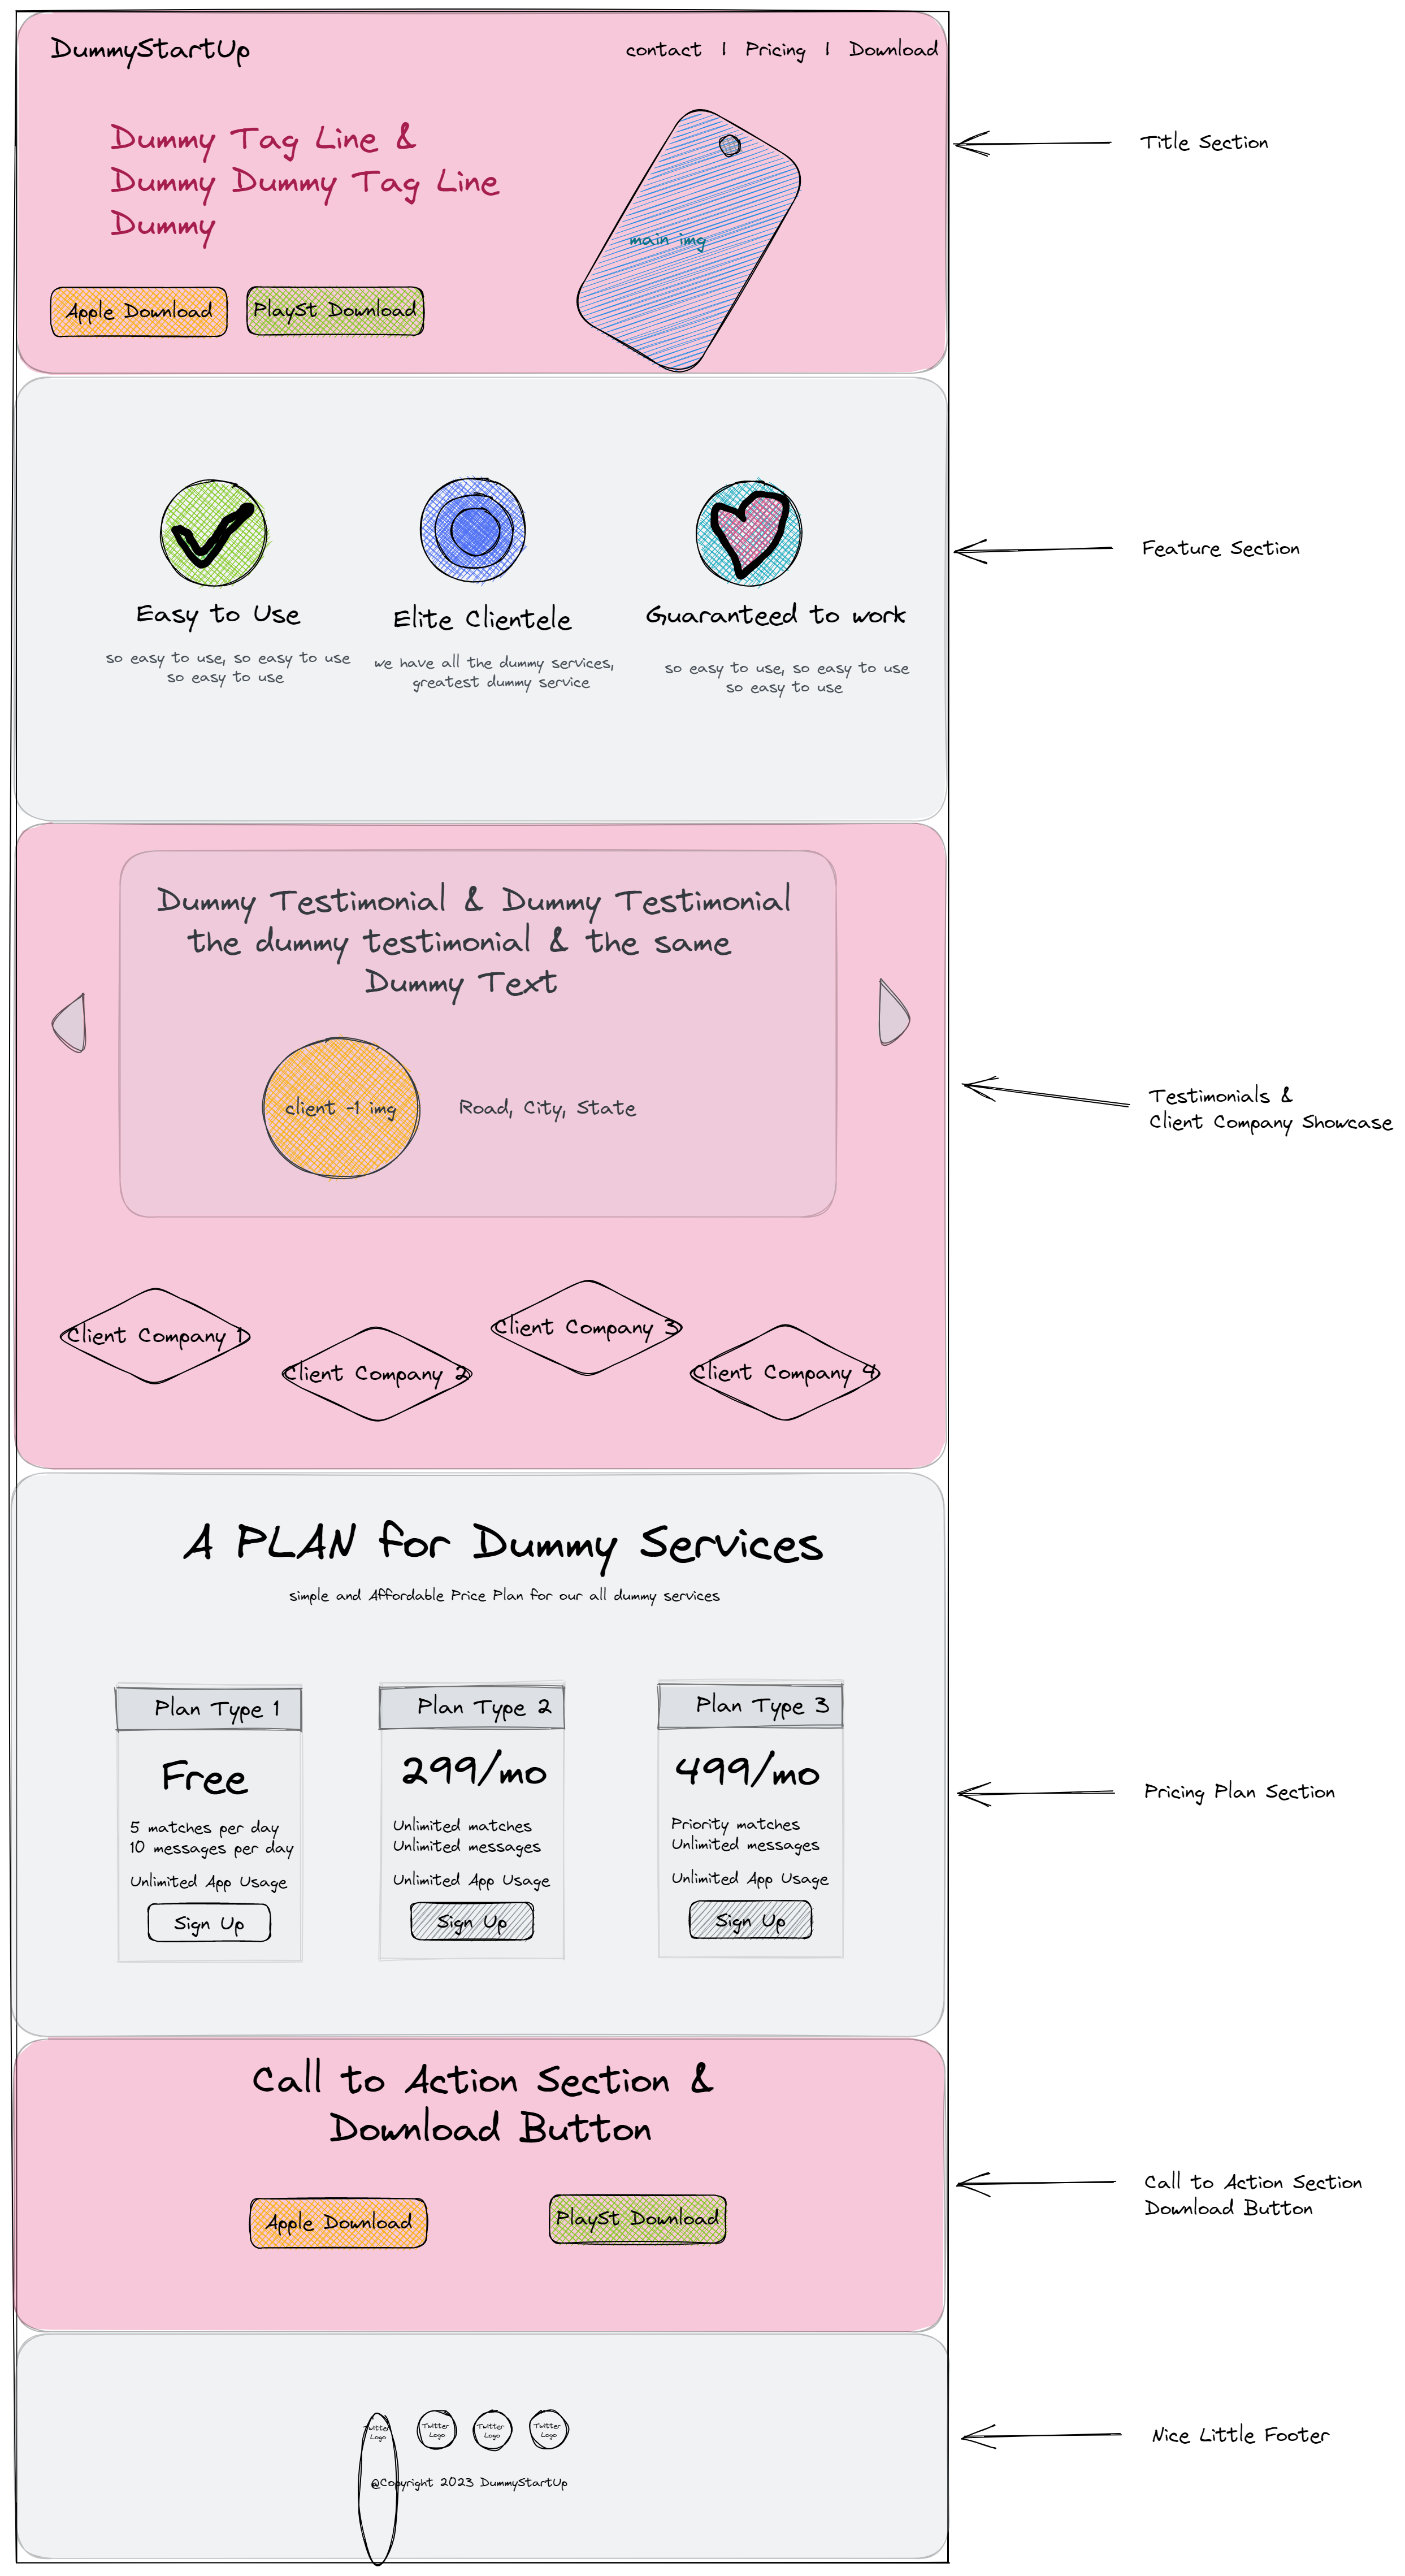 DummyStartUp
contact | Pricing | Download
Dummy Tag Line &
Dummy Dummy Tag Line
Dummy
main img
Apple Download
PlaySt Download
Title Section
Easy to Use
so easy to use, so easy to use
so easy to use
Elite Clientele
we have all the dummy services,
greatest dummy service
Guaranteed to work
so easy to use, so easy to use
so easy to use
Feature Section
Dummy Testimonial & Dummy Testimonial
the dummy testimonial & the same
Dummy Text
client -1 img
Road, City, State
Testimonials &
Client Company Showcase
Client Company 1
Client Company 2
Client Company 3
Client Company 4
A PLAN for Dummy Services
simple and Affordable Price Plan for our all dummy services
Plan Type 1
Free
5 matches per day
10 messages per day
Unlimited App Usage
Sign Up
Plan Type 2
299/mo
Unlimited matches
Unlimited messages
Unlimited App Usage
Sign Up
Plan Type 3
499/mo
Priority matches
Unlimited messages
Unlimited App Usage
Sign Up
Pricing Plan Section
Call to Action Section &
Download Button
Apple Download
PlaySt Download
Call to Action Section
Download Button
Twitter
Logo
Twitter
Logo
Twitter
Logo
Twitter
Logo
@Copyright 2023 DummyStartUp
Nice Little Footer